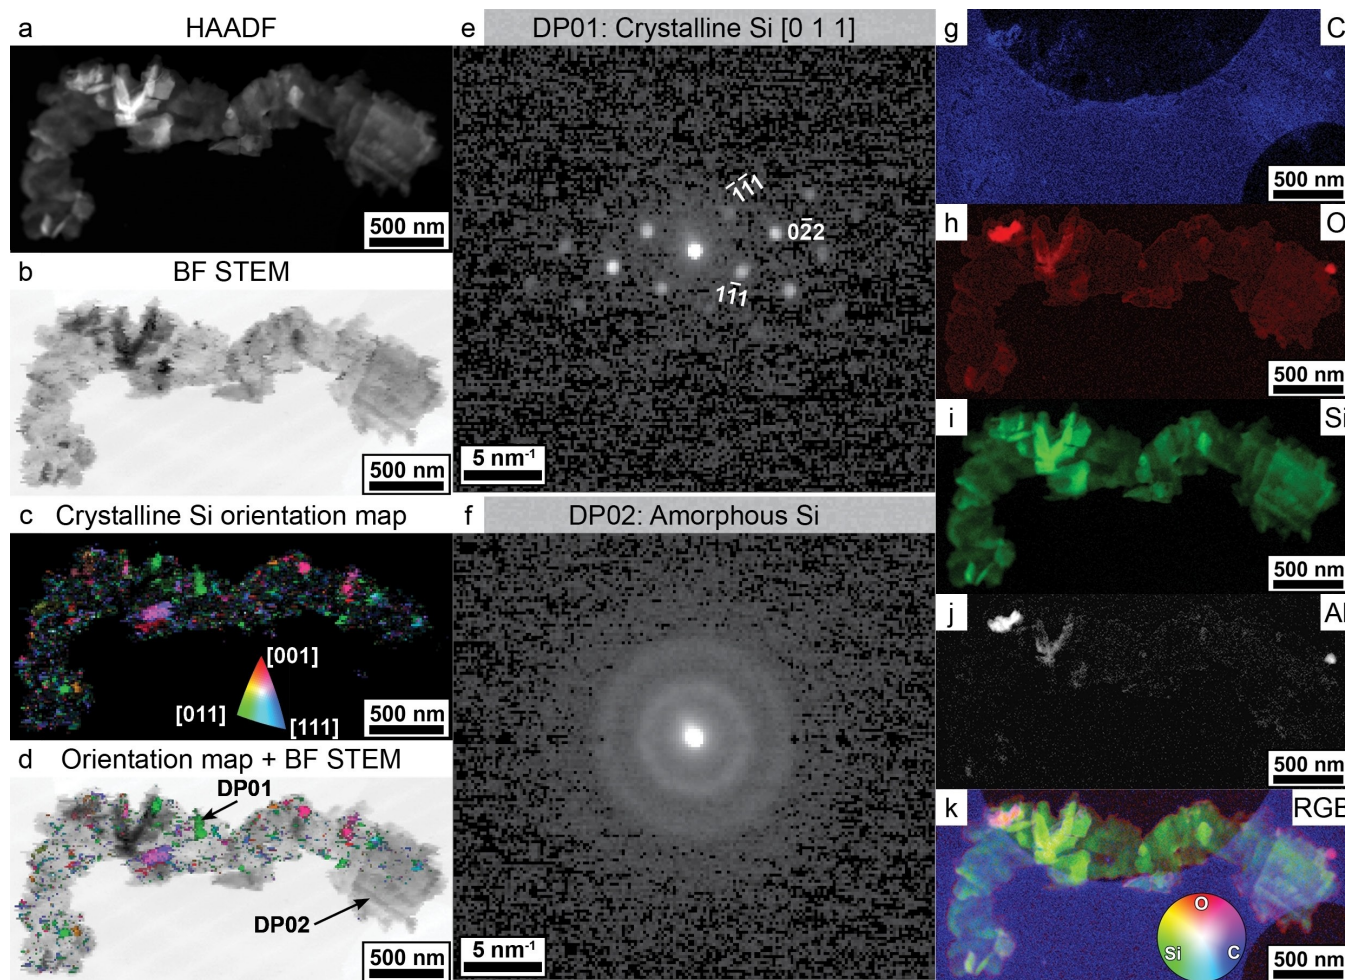 a HAADF
500 nm
b BF STEM
500 nm
c Crystalline Si orientation map
[001]
[011]
[111]
500 nm
d Orientation map + BF STEM
DP01
DP02
500 nm
e DP01: Crystalline Si [0 1 1]
1̅1̅1
02̅2
11̅1
5 nm⁻¹
f DP02: Amorphous Si
5 nm⁻¹
g C
500 nm
h O
500 nm
i Si
500 nm
j Al
500 nm
k RGB
O
Si C
500 nm